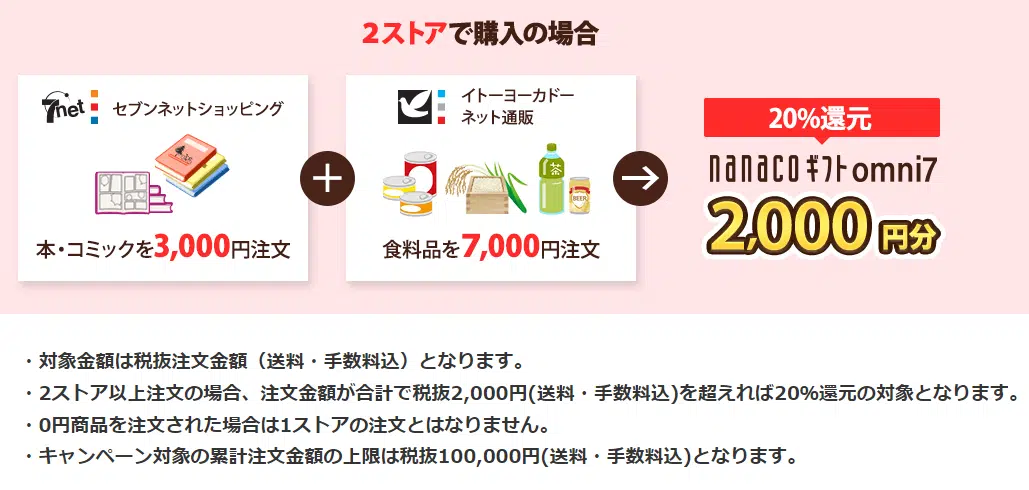 2ストアで購入の場合
7net セブンネットショッピング
本・コミックを3,000円注文
イトーヨーカドー
ネット通販
茶
BEER
食料品を7,000円注文
20%還元
nanacoギフトomni7
2,000円分
・対象金額は税抜注文金額（送料・手数料込）となります。
・2ストア以上注文の場合、注文金額が合計で税抜2,000円(送料・手数料込)を超えれば20%還元の対象となります。
・0円商品を注文された場合は1ストアの注文とはなりません。
・キャンペーン対象の累計注文金額の上限は税抜100,000円(送料・手数料込)となります。